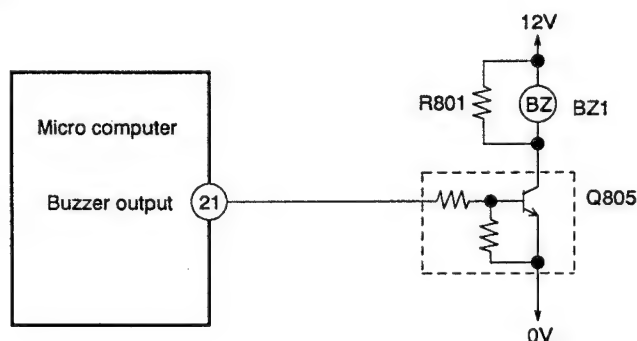 12V
R801
BZ
BZ1
Micro computer
Buzzer output
21
Q805
0V